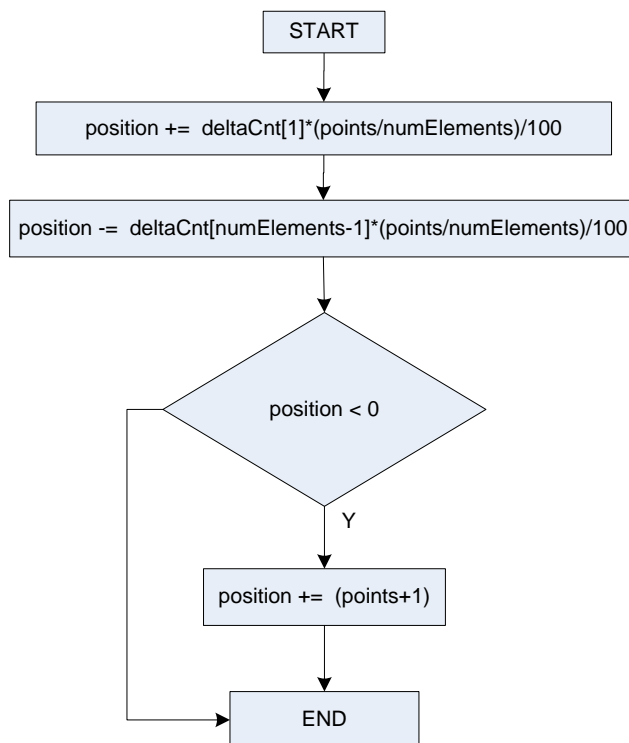 START
position += deltaCnt[1]*(points/numElements)/100
position -= deltaCnt[numElements-1]*(points/numElements)/100
position < 0
Y
position += (points+1)
END